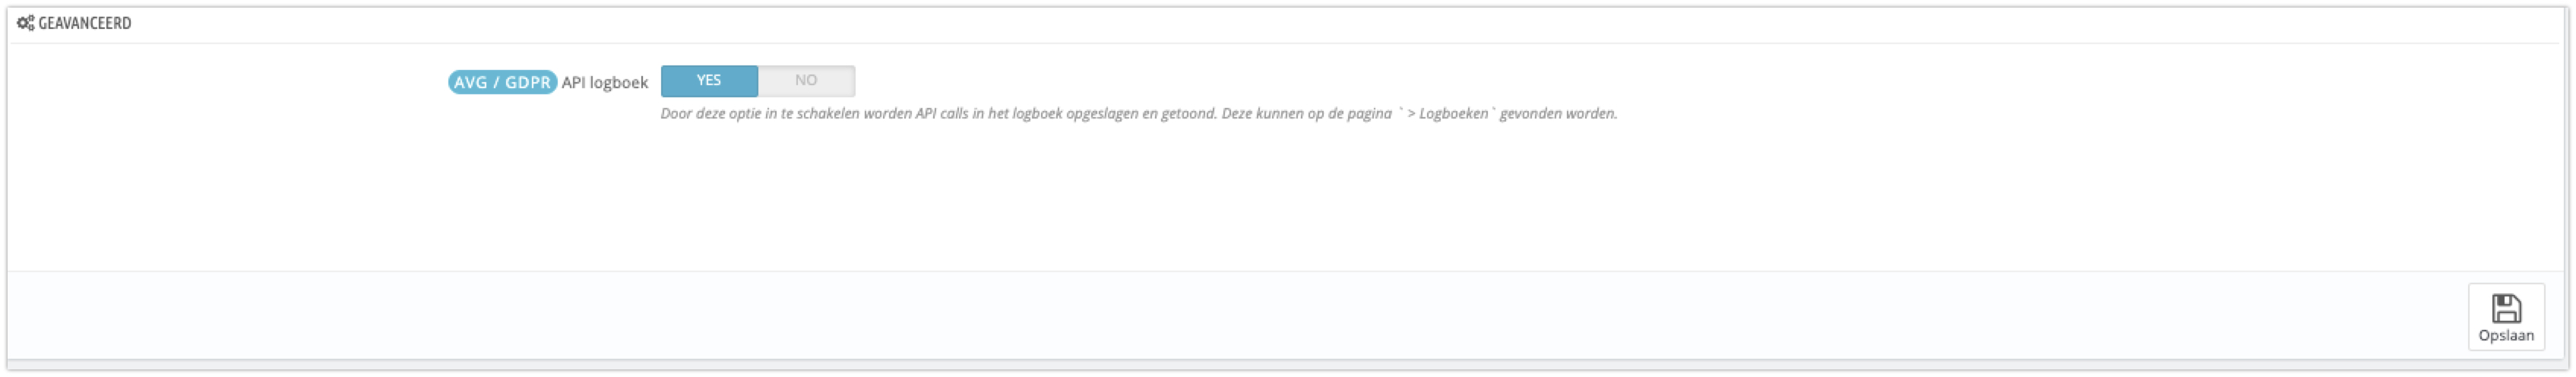 GEAVANCEERD
AVG / GDPR API logboek YES NO
Door deze optie in te schakelen worden API calls in het logboek opgeslagen en getoond. Deze kunnen op de pagina ` > Logboeken` gevonden worden.
Opslaan